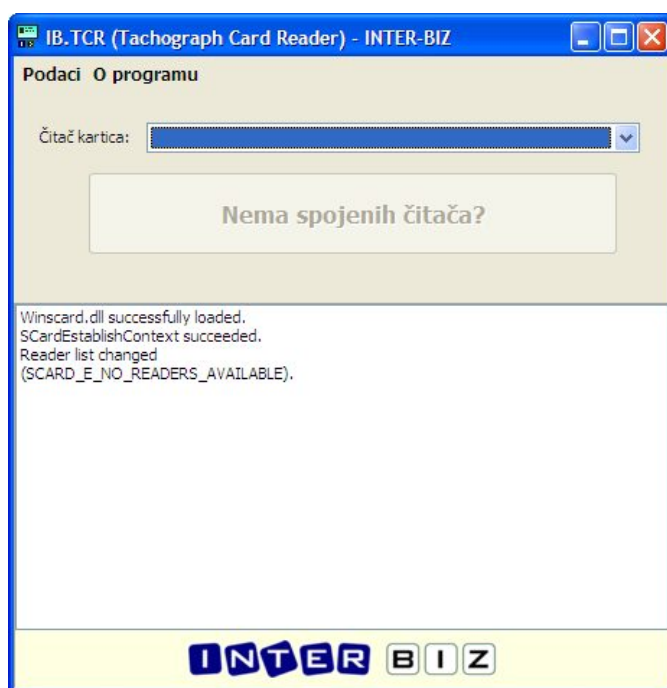 IB.TCR (Tachograph Card Reader) - INTER-BIZ
Podaci O programu
Čitač kartica:
Nema spojenih čitača?
Winscard.dll successfully loaded.
SCardEstablishContext succeeded.
Reader list changed
(SCARD_E_NO_READERS_AVAILABLE).
INTER BIZ